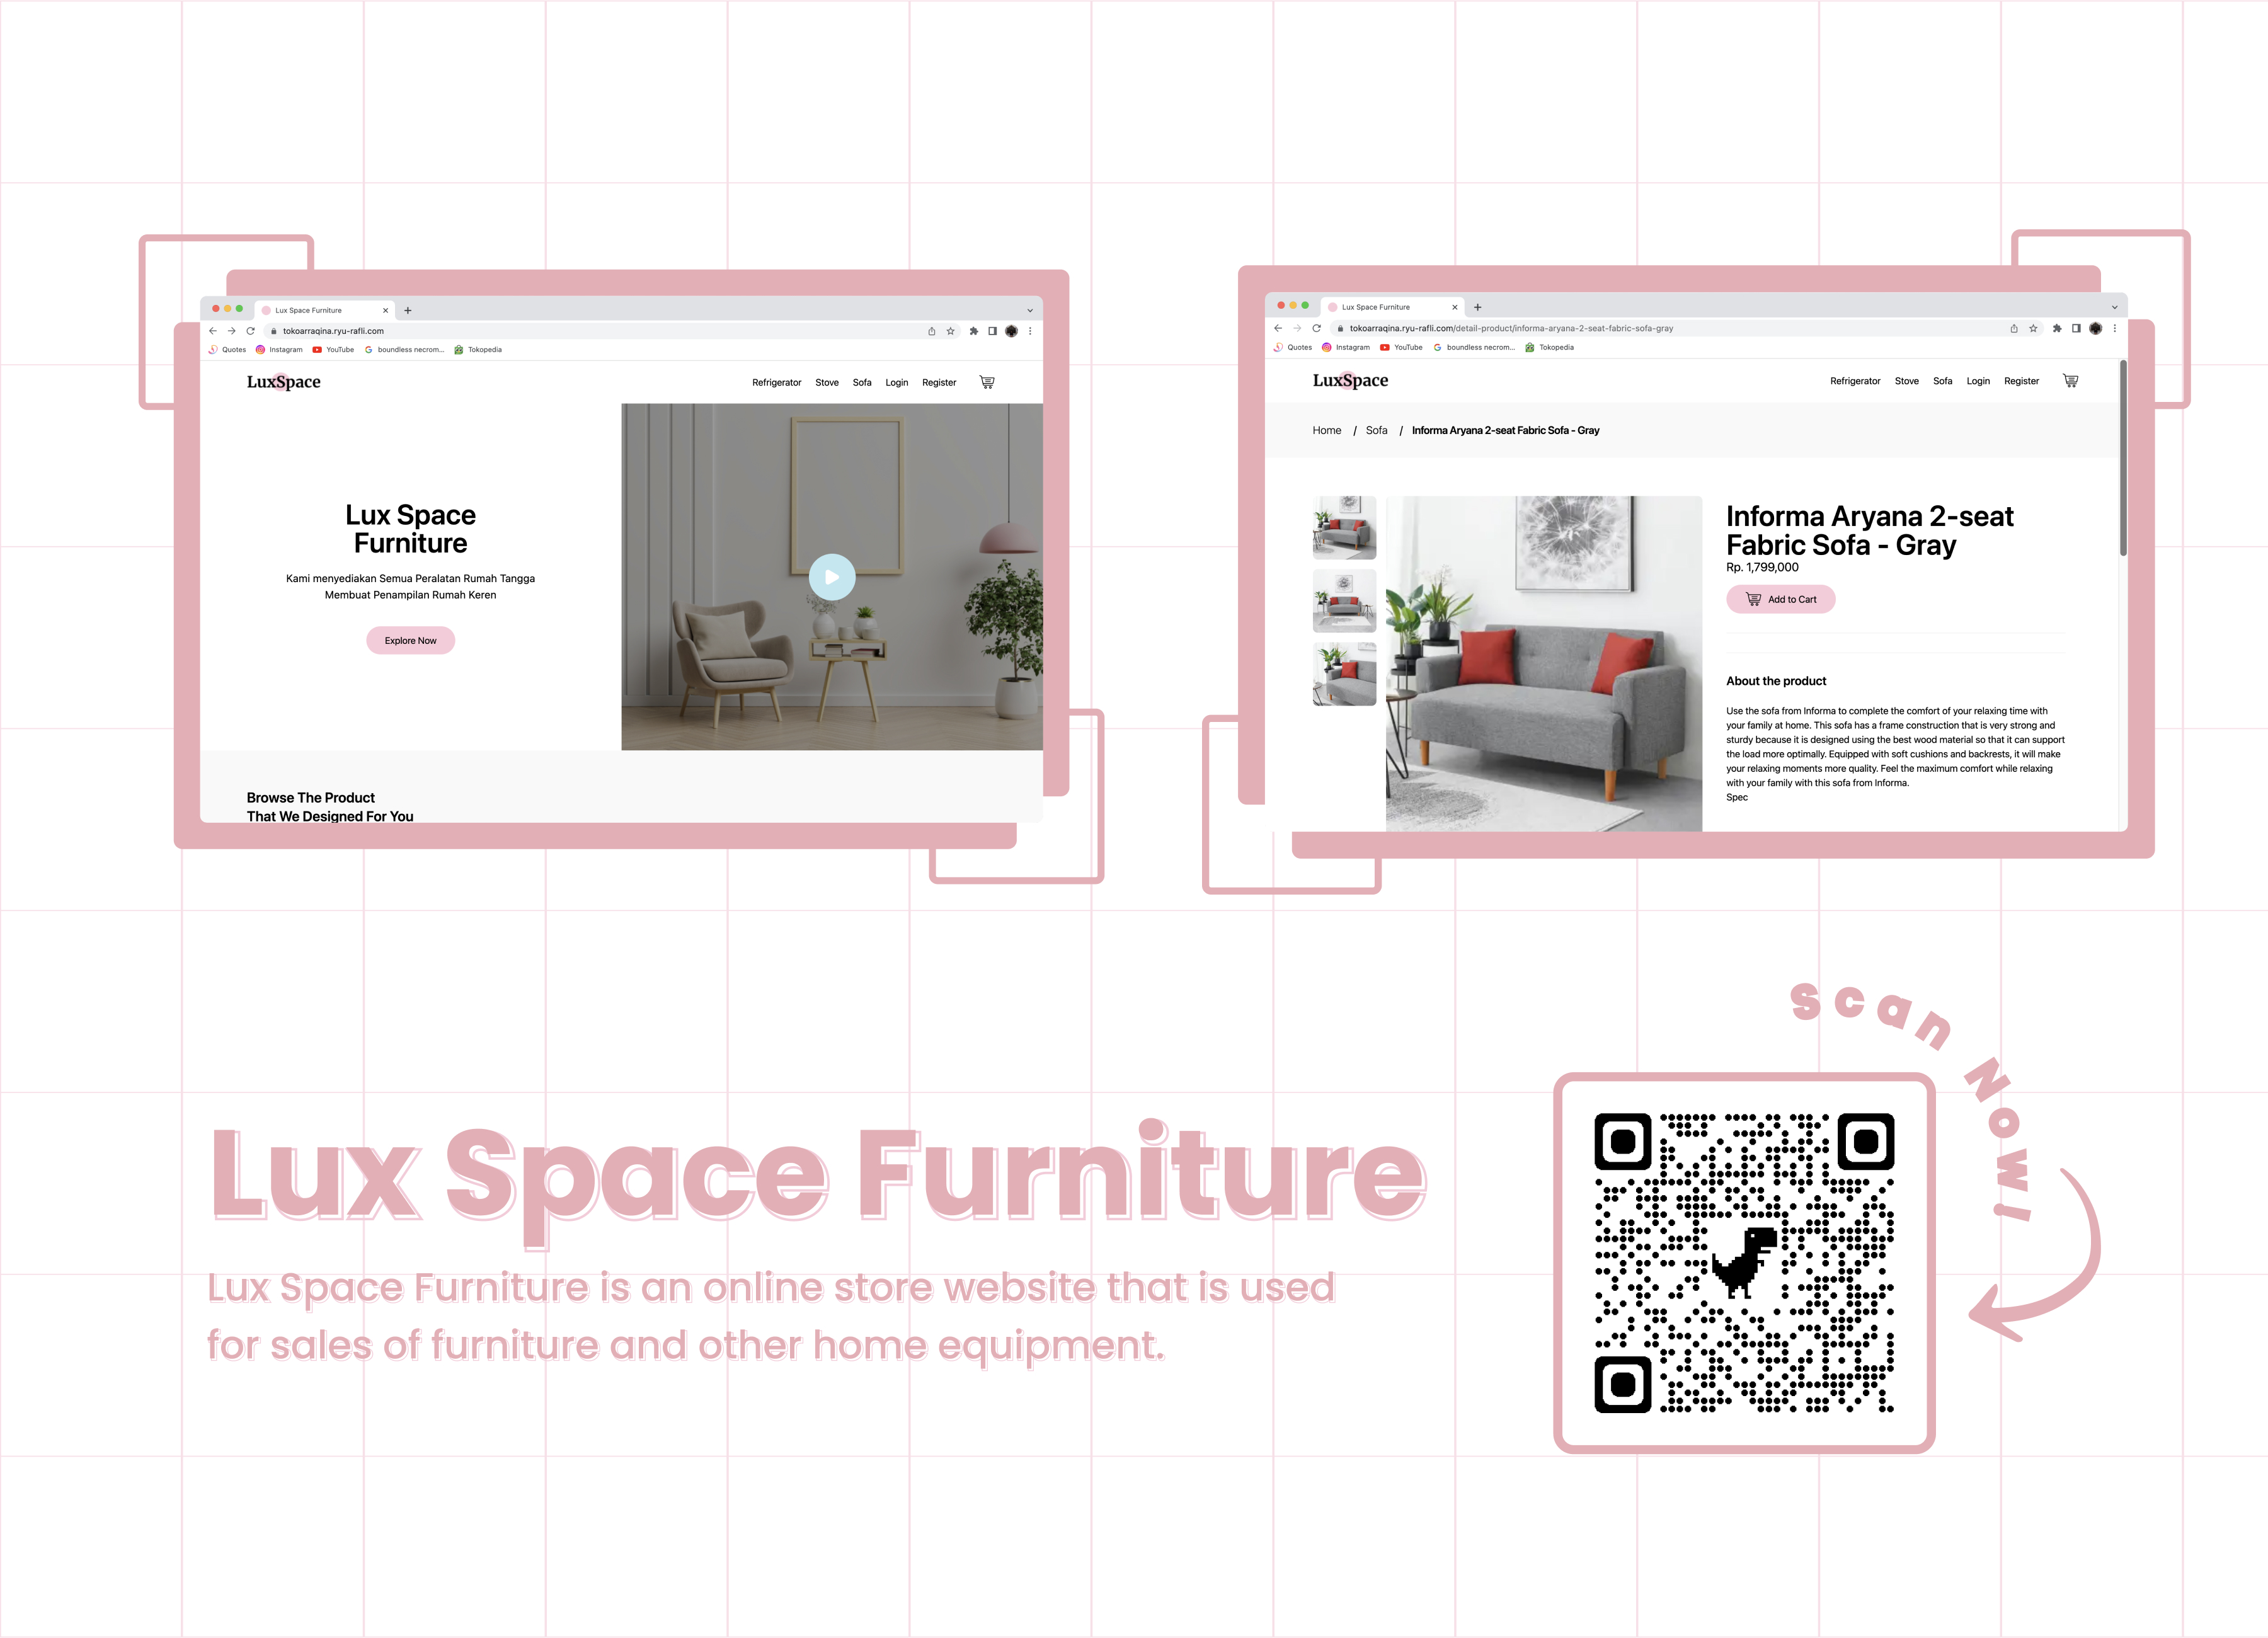 Lux Space Furniture
tokoarraqina.ryu-rafli.com
Quotes Instagram YouTube boundless necrom... Tokopedia
LuxSpace
Refrigerator Stove Sofa Login Register
Lux Space
Furniture
Kami menyediakan Semua Peralatan Rumah Tangga
Membuat Penampilan Rumah Keren
Explore Now
Browse The Product
That We Designed For You
Lux Space Furniture
tokoarraqina.ryu-rafli.com/detail-product/informa-aryana-2-seat-fabric-sofa-gray
Quotes Instagram YouTube boundless necrom... Tokopedia
LuxSpace
Refrigerator Stove Sofa Login Register
Home / Sofa / Informa Aryana 2-seat Fabric Sofa - Gray
Informa Aryana 2-seat
Fabric Sofa - Gray
Rp. 1,799,000
Add to Cart
About the product
Use the sofa from Informa to complete the comfort of your relaxing time with
your family at home. This sofa has a frame construction that is very strong and
sturdy because it is designed using the best wood material so that it can support
the load more optimally. Equipped with soft cushions and backrests, it will make
your relaxing moments more quality. Feel the maximum comfort while relaxing
with your family with this sofa from Informa.
Spec
Lux Space Furniture
Lux Space Furniture is an online store website that is used
for sales of furniture and other home equipment.
scan Now!